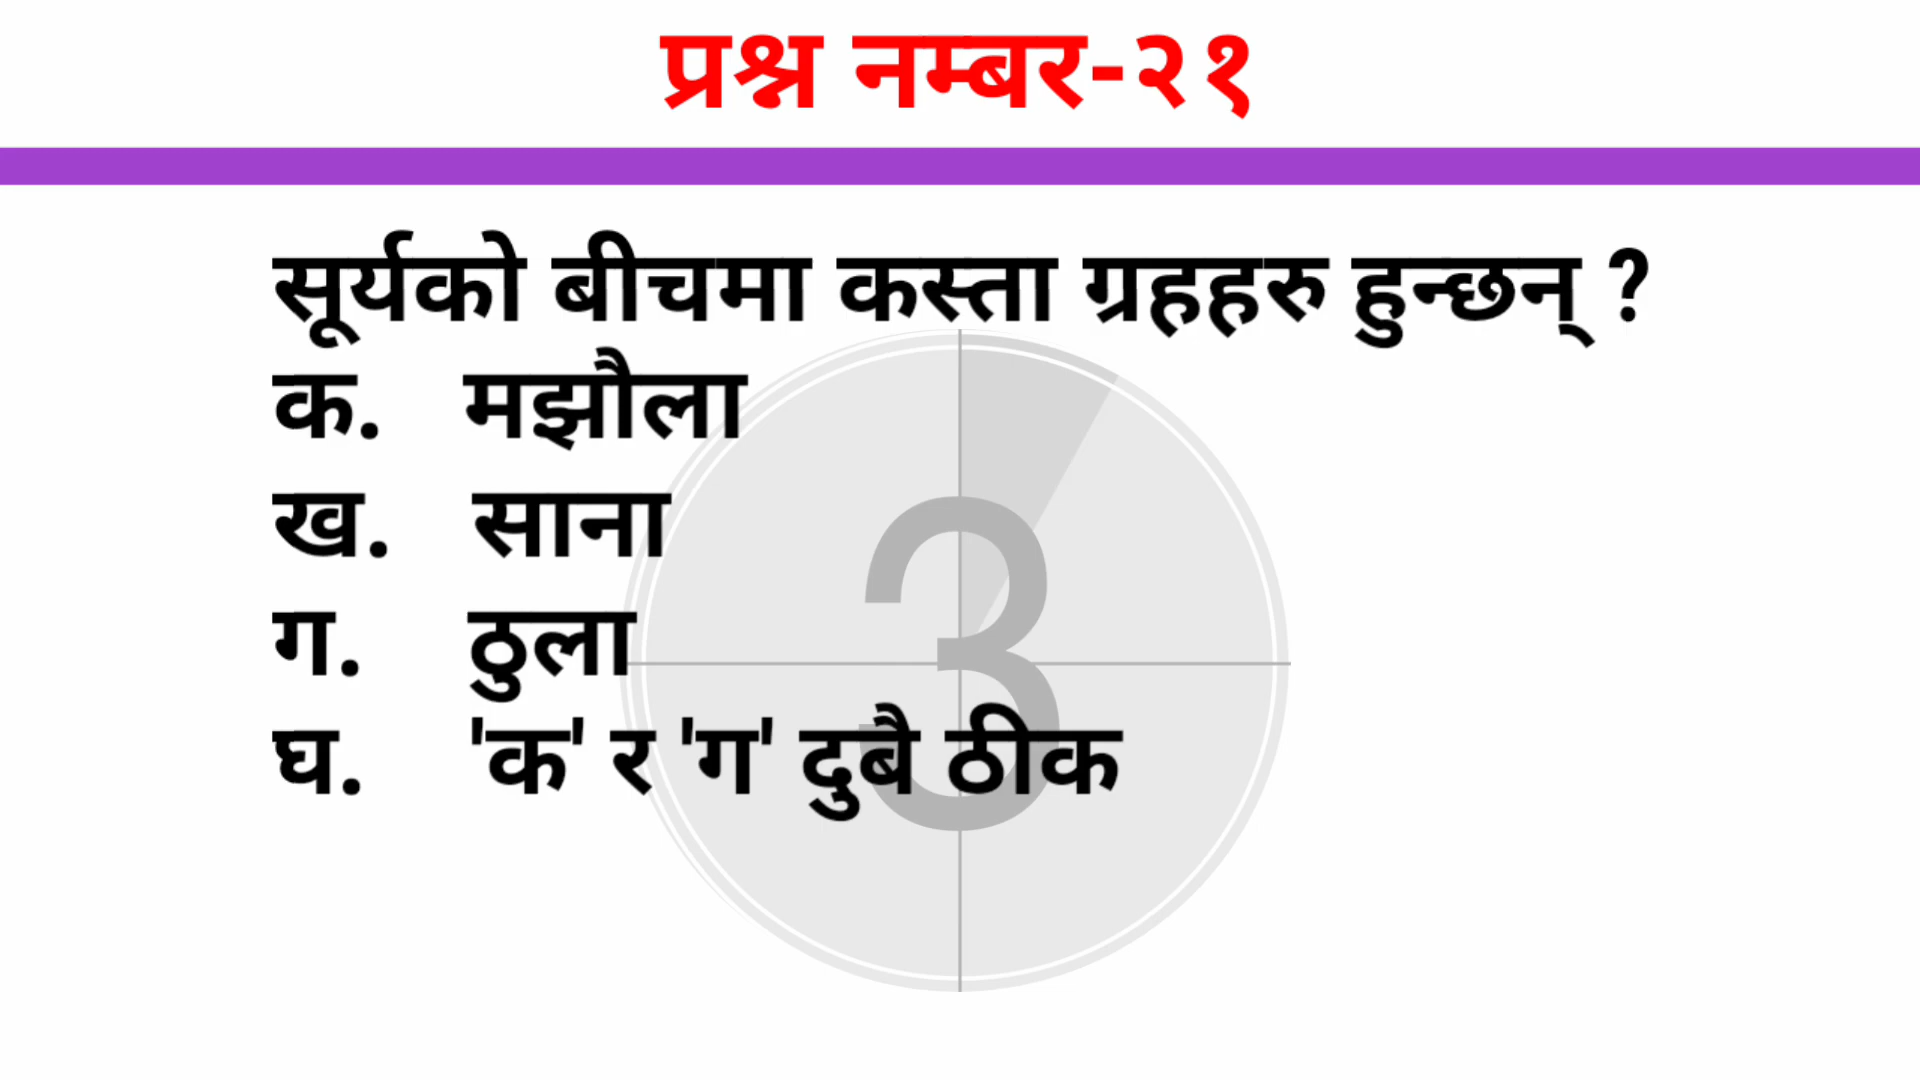 प्रश्न नम्बर-२१
सूर्यको बीचमा कस्ता ग्रहहरु हुन्छन् ?
क. मझौला
ख. साना
ग. ठुला
घ. 'क' र 'ग' दुबै ठीक
3